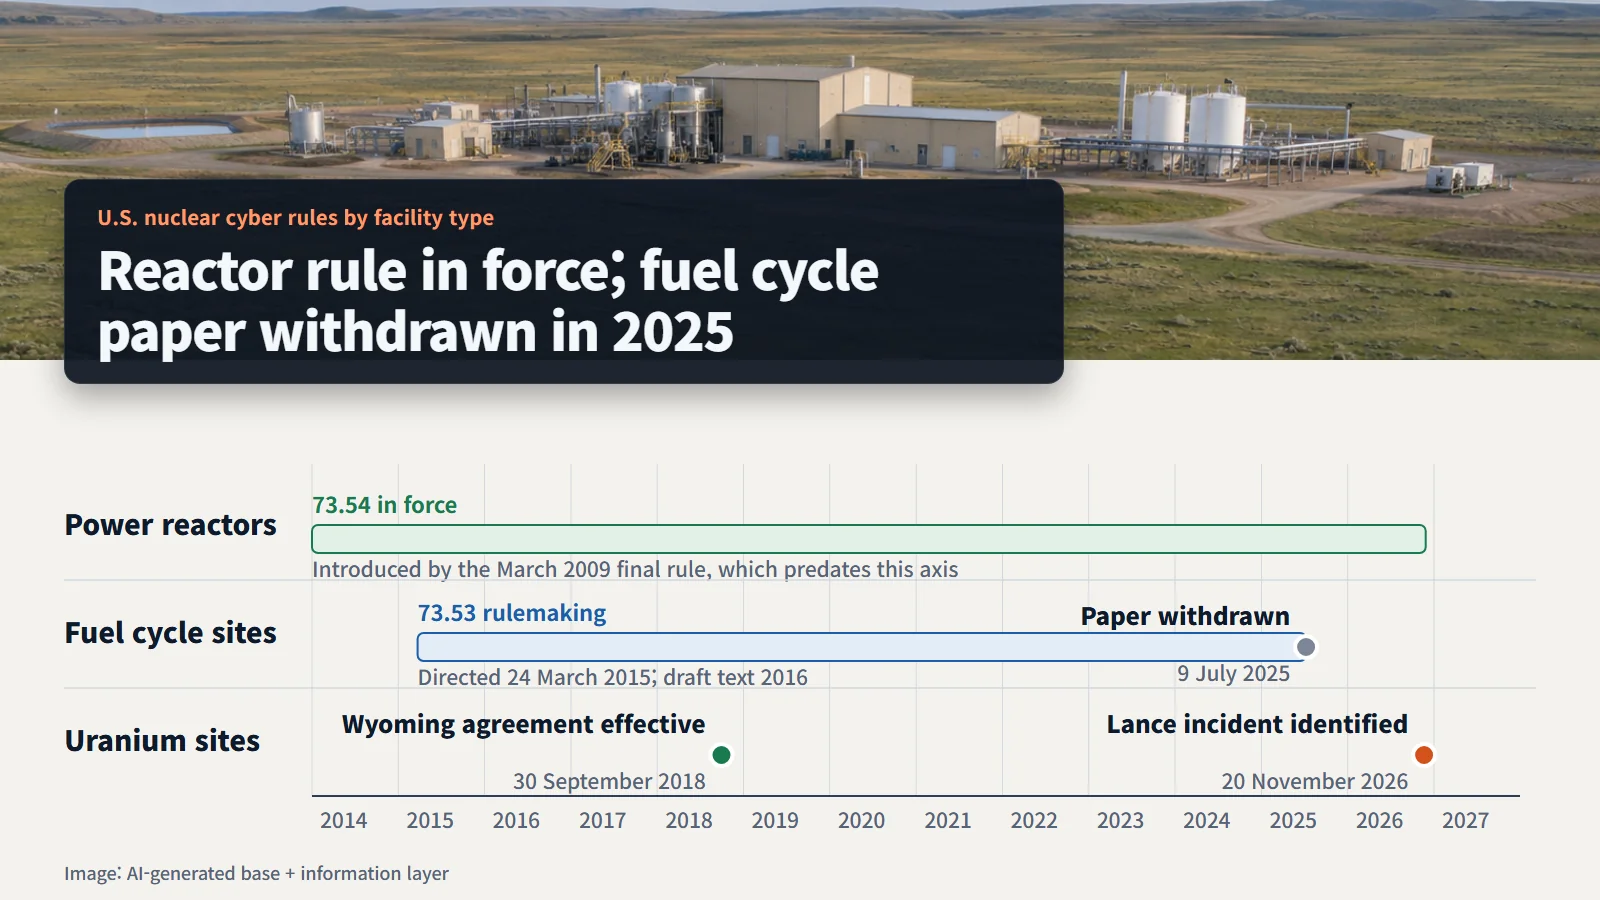 U.S. nuclear cyber rules by facility type
Reactor rule in force; fuel cycle
paper withdrawn in 2025
Power reactors
73.54 in force
Introduced by the March 2009 final rule, which predates this axis
Fuel cycle sites
73.53 rulemaking
Paper withdrawn
Directed 24 March 2015; draft text 2016
9 July 2025
Uranium sites
Wyoming agreement effective
Lance incident identified
30 September 2018
20 November 2026
2014 2015 2016 2017 2018 2019 2020 2021 2022 2023 2024 2025 2026 2027
Image: AI-generated base + information layer